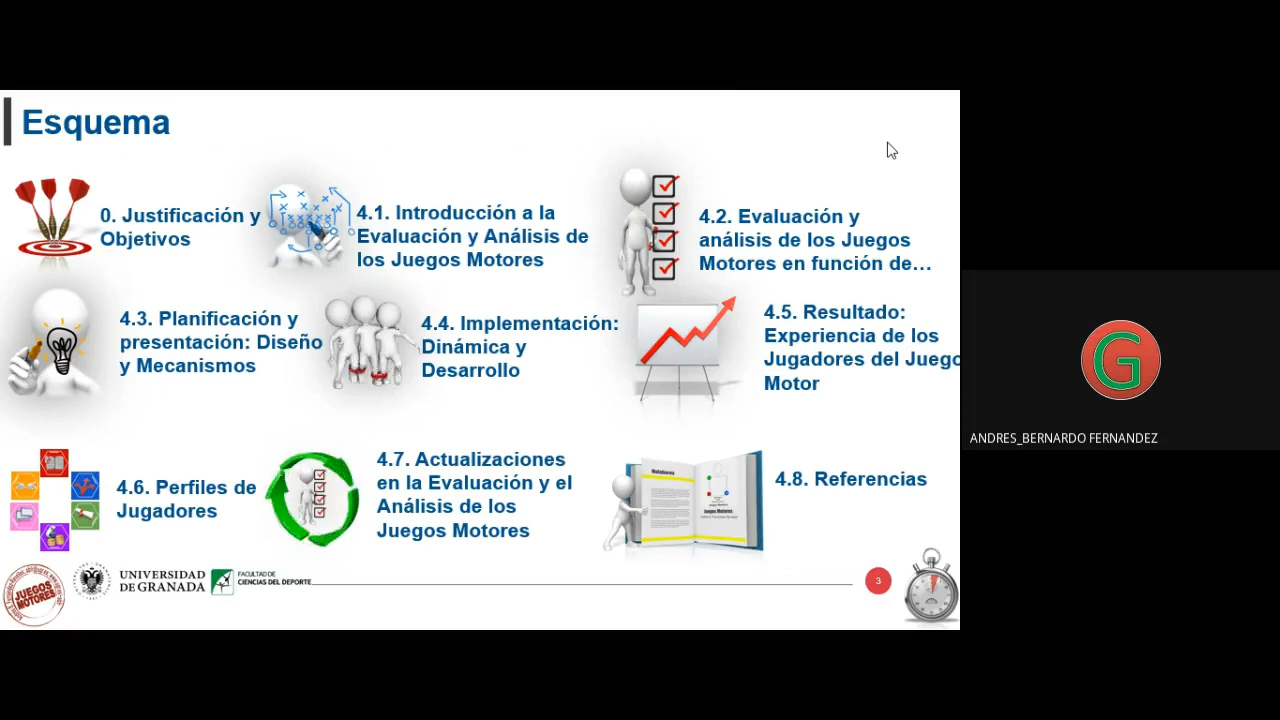 Esquema
0. Justificación y
Objetivos
4.1. Introducción a la
Evaluación y Análisis de
los Juegos Motores
4.2. Evaluación y
análisis de los Juegos
Motores en función de...
4.3. Planificación y
presentación: Diseño
y Mecanismos
4.4. Implementación:
Dinámica y
Desarrollo
4.5. Resultado:
Experiencia de los
Jugadores del Juego
Motor
4.6. Perfiles de
Jugadores
4.7. Actualizaciones
en la Evaluación y el
Análisis de los
Juegos Motores
4.8. Referencias
Juegos Motores
JUEGOS
MOTORES
UNIVERSIDAD
DE GRANADA
FACULTAD DE
CIENCIAS DEL DEPORTE
3
G
ANDRES_BERNARDO FERNANDEZ